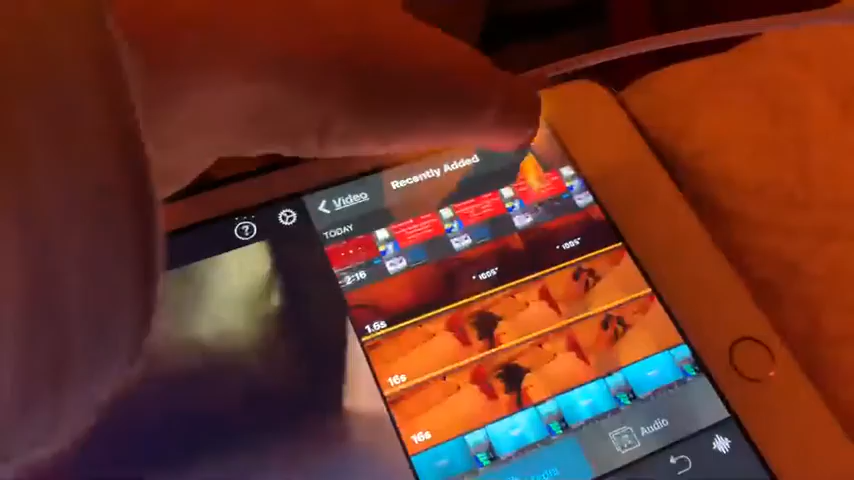 Recently Added
Video
?
TODAY
2:16
"100%"
"100%"
1.6s
16s
16s
Audio